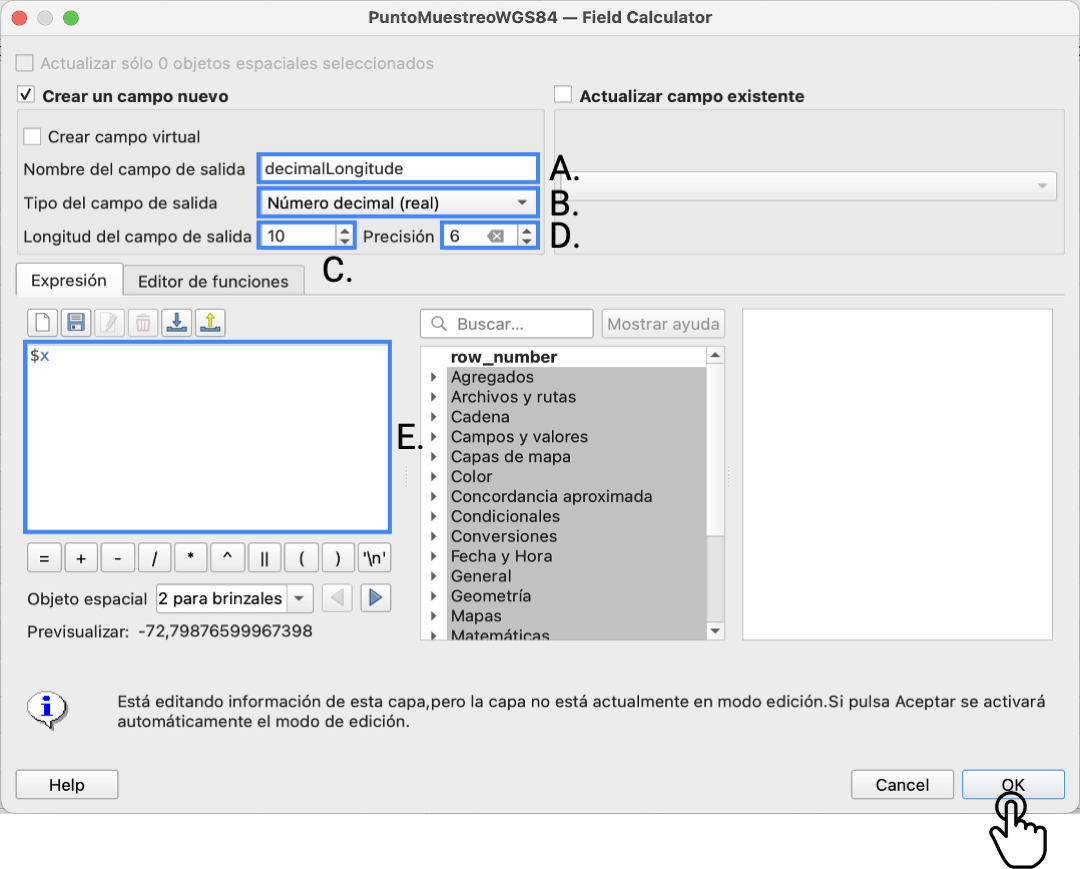 PuntoMuestreoWGS84 — Field Calculator
Actualizar sólo 0 objetos espaciales seleccionados
Crear un campo nuevo
Actualizar campo existente
Crear campo virtual
Nombre del campo de salida decimalLongitude A.
Tipo del campo de salida Número decimal (real) B.
Longitud del campo de salida 10 Precisión 6 D.
C.
Expresión Editor de funciones
Buscar... Mostrar ayuda
$x
E.
row_number
Agregados
Archivos y rutas
Cadena
Campos y valores
Capas de mapa
Color
Concordancia aproximada
Condicionales
Conversiones
Fecha y Hora
General
Geometría
Mapas
Matemáticas
= + - / * ^ || ( ) '\n'
Objeto espacial 2 para brinzales
Previsualizar: -72,79876599967398
Está editando información de esta capa,pero la capa no está actualmente en modo edición.Si pulsa Aceptar se activará
automáticamente el modo de edición.
Help Cancel OK